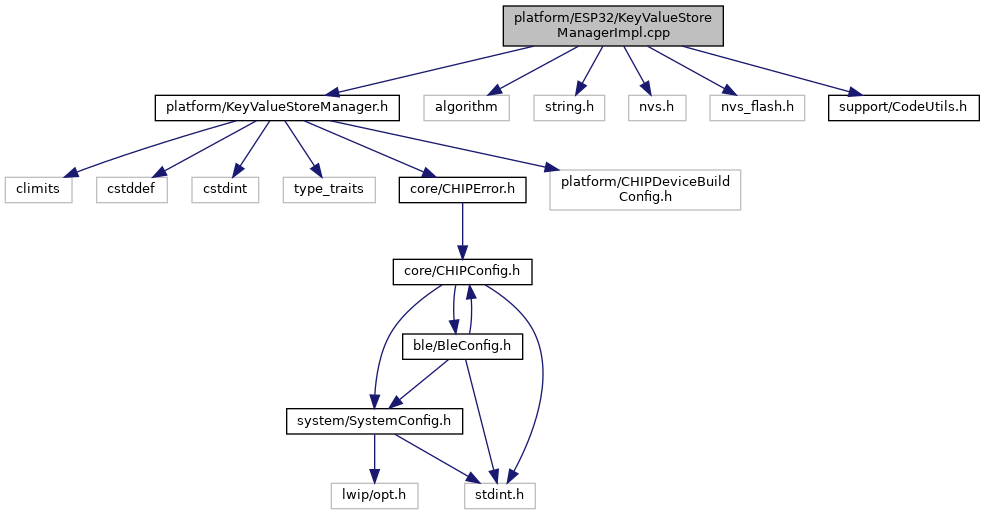 platform/ESP32/KeyValueStore
ManagerImpl.cpp
platform/KeyValueStoreManager.h
algorithm
string.h
nvs.h
nvs_flash.h
support/CodeUtils.h
climits
cstddef
cstdint
type_traits
core/CHIPError.h
platform/CHIPDeviceBuild
Config.h
core/CHIPConfig.h
ble/BleConfig.h
system/SystemConfig.h
lwip/opt.h
stdint.h